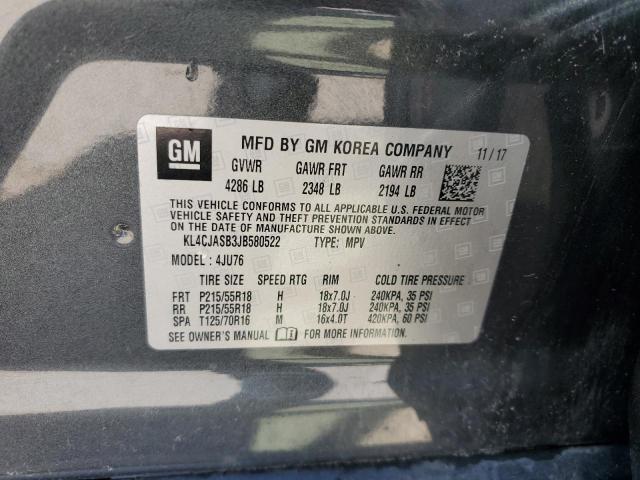 GM MFD BY GM KOREA COMPANY 11/17
GVWR GAWR FRT GAWR RR
4286 LB 2348 LB 2194 LB
THIS VEHICLE CONFORMS TO ALL APPLICABLE U.S. FEDERAL MOTOR
VEHICLE SAFETY AND THEFT PREVENTION STANDARDS IN EFFECT
ON THE DATE OF MANUFACTURE SHOWN ABOVE.
KL4CJASB3JB580522 TYPE: MPV
MODEL : 4JU76
TIRE SIZE SPEED RTG RIM COLD TIRE PRESSURE
FRT P215/55R18 H 18x7.0J 240KPA, 35 PSI
RR P215/55R18 H 18x7.0J 240KPA, 35 PSI
SPA T125/70R16 M 16x4.0T 420KPA, 60 PSI
SEE OWNER'S MANUAL FOR MORE INFORMATION.